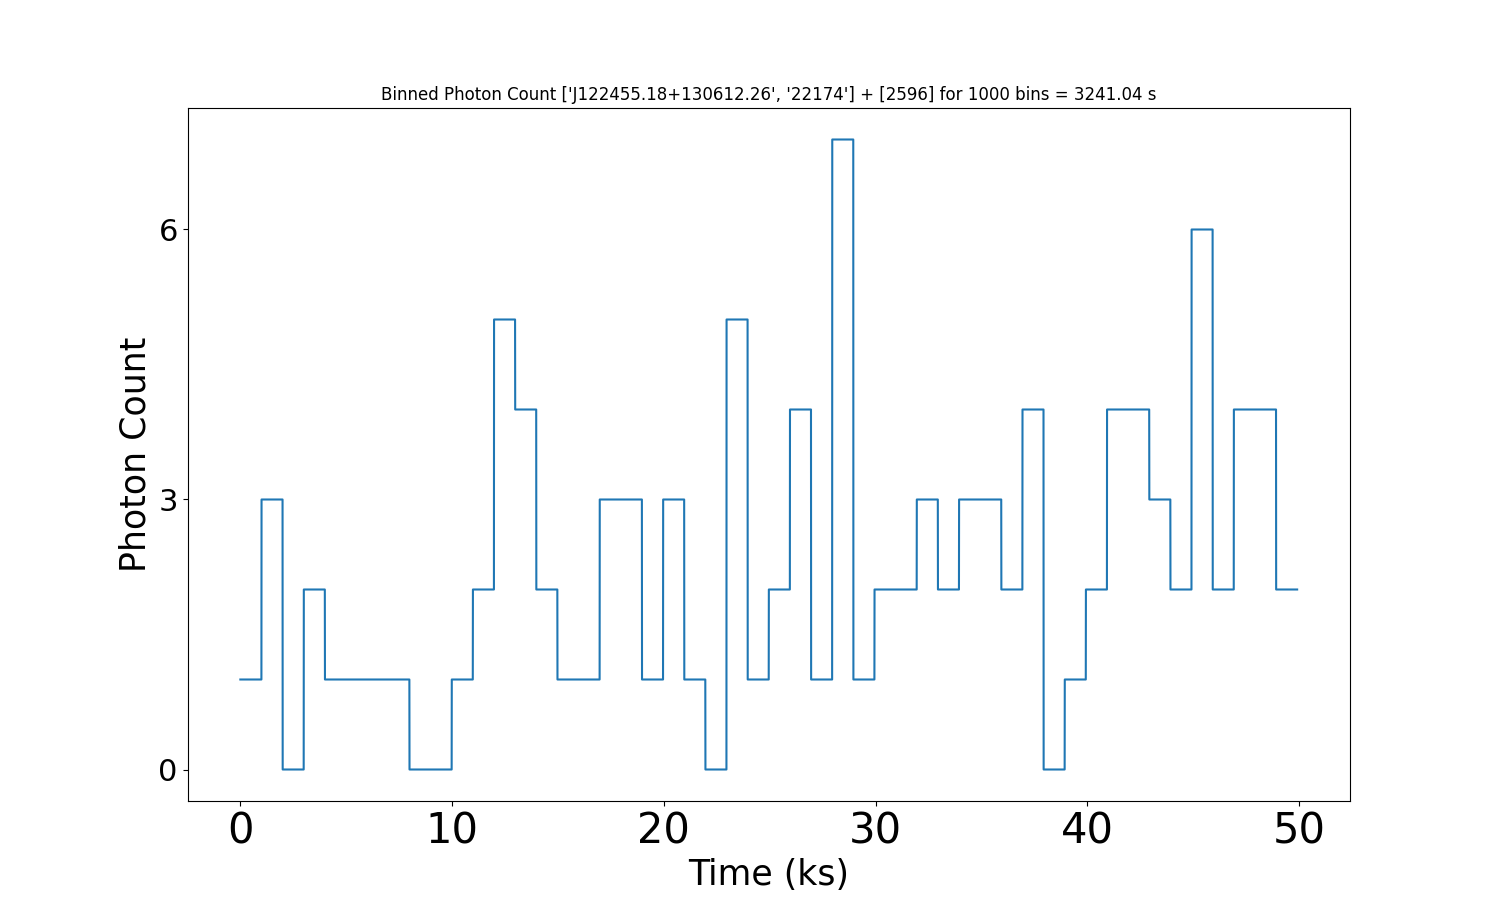 Binned Photon Count ['J122455.18+130612.26', '22174'] + [2596] for 1000 bins = 3241.04 s
6
3
0
Photon Count
0 10 20 30 40 50
Time (ks)